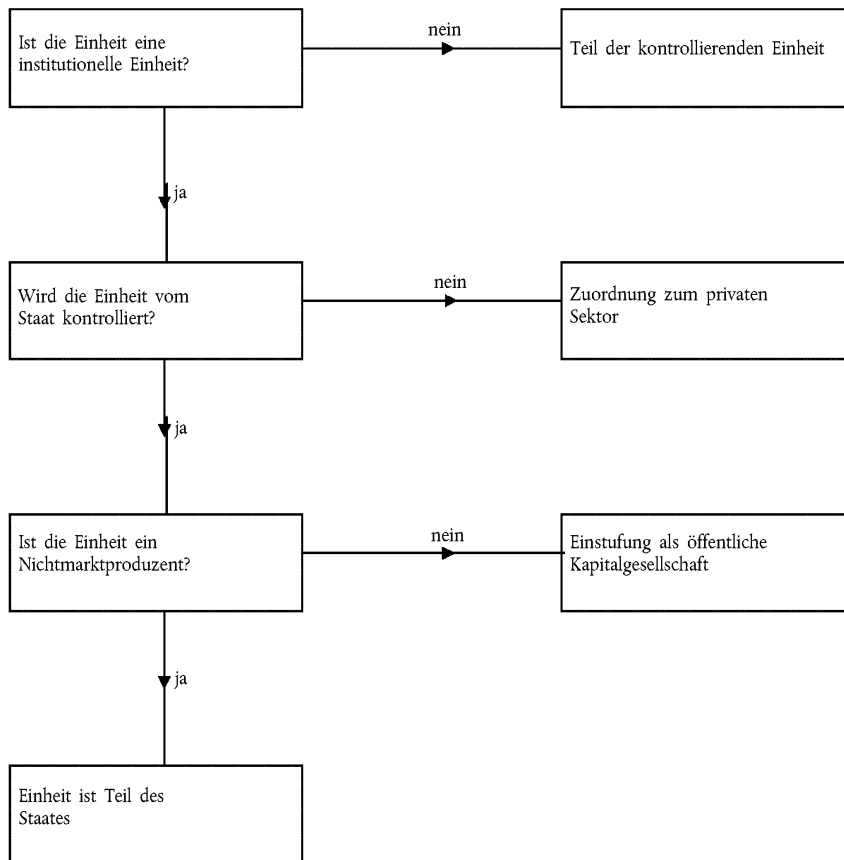 Ist die Einheit eine
institutionelle Einheit?
nein
Teil der kontrollierenden Einheit
ja
Wird die Einheit vom
Staat kontrolliert?
nein
Zuordnung zum privaten
Sektor
ja
Ist die Einheit ein
Nichtmarktproduzent?
nein
Einstufung als öffentliche
Kapitalgesellschaft
ja
Einheit ist Teil des
Staates